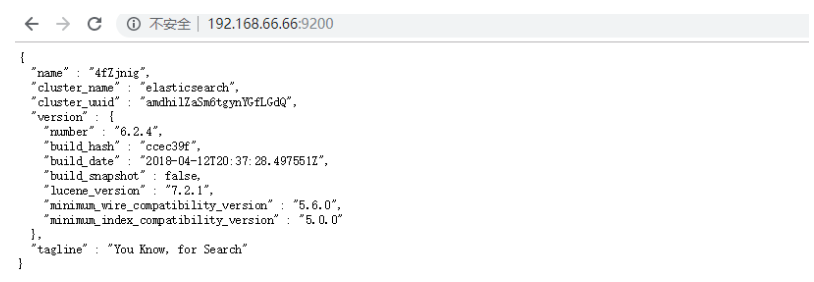 不安全 | 192.168.66.66:9200
{
  "name" : "4fZjnig",
  "cluster_name" : "elasticsearch",
  "cluster_uuid" : "amdhilZaSm6tgynYGfLGdQ",
  "version" : {
    "number" : "6.2.4",
    "build_hash" : "ccec39f",
    "build_date" : "2018-04-12T20:37:28.497551Z",
    "build_snapshot" : false,
    "lucene_version" : "7.2.1",
    "minimum_wire_compatibility_version" : "5.6.0",
    "minimum_index_compatibility_version" : "5.0.0"
  },
  "tagline" : "You Know, for Search"
}